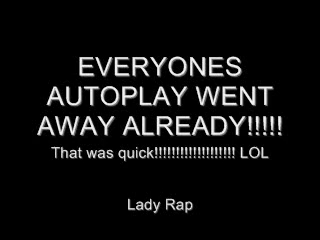 EVERYONES
AUTOPLAY WENT
AWAY ALREADY!!!!!
That was quick!!!!!!!!!!!!!!!!!!! LOL
Lady Rap